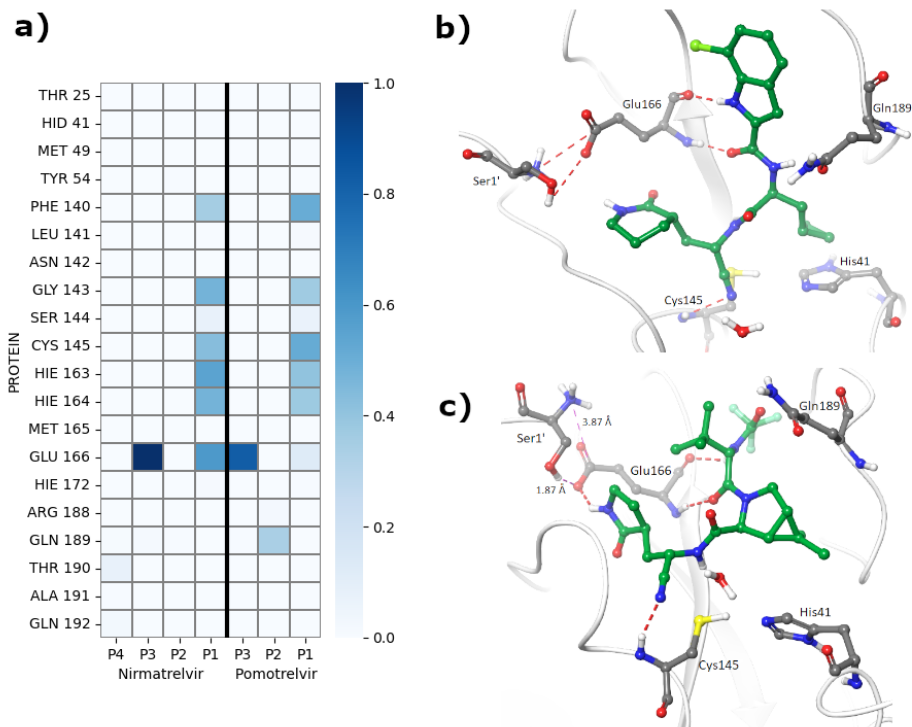 a)
PROTEIN
THR 25
HID 41
MET 49
TYR 54
PHE 140
LEU 141
ASN 142
GLY 143
SER 144
CYS 145
HIE 163
HIE 164
MET 165
GLU 166
HIE 172
ARG 188
GLN 189
THR 190
ALA 191
GLN 192
P4 P3 P2 P1 P3 P2 P1
Nirmatrelvir Pomotrelvir
1.0
0.8
0.6
0.4
0.2
0.0
b)
Glu166
Gln189
Ser1'
His41
Cys145
c)
Gln189
Ser1'
3.87 Å
Glu166
1.87 Å
His41
Cys145